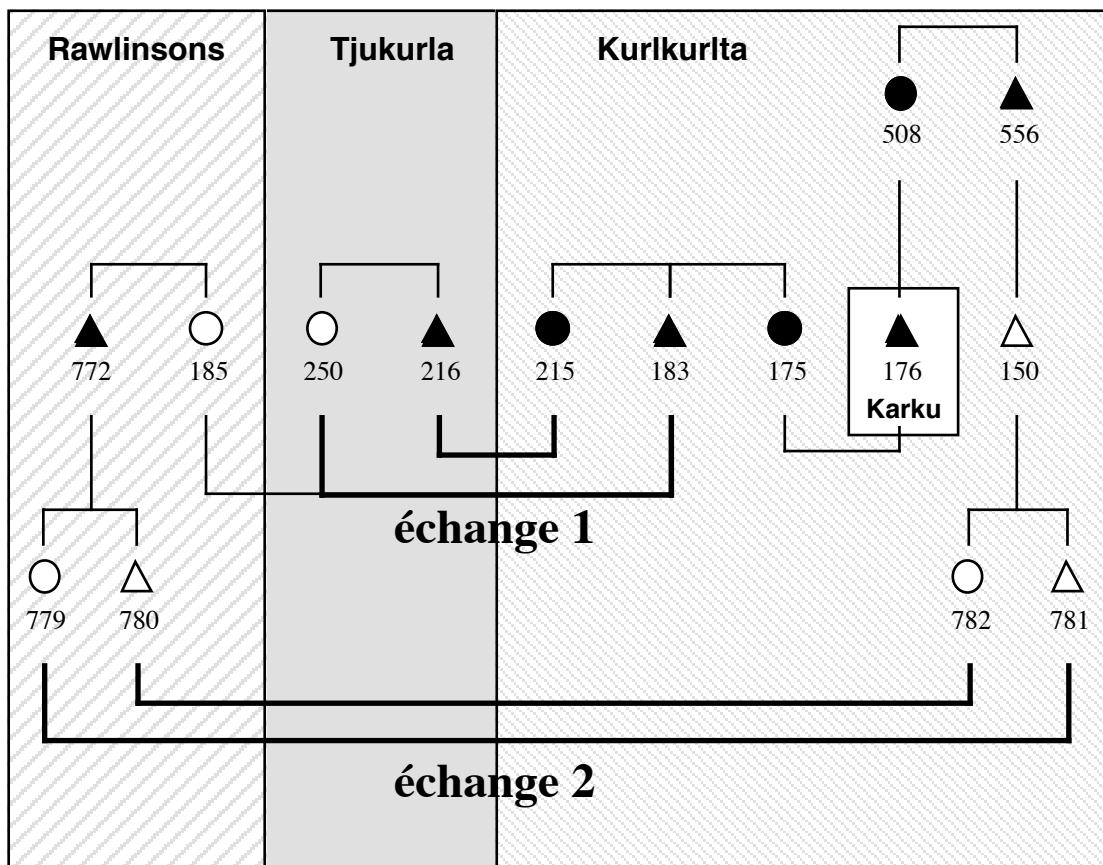 Rawlinsons Tjukurla Kurlkurlta
508 556
772 185 250 216 215 183 175 176 150
Karku
échange 1
779 780 782 781
échange 2